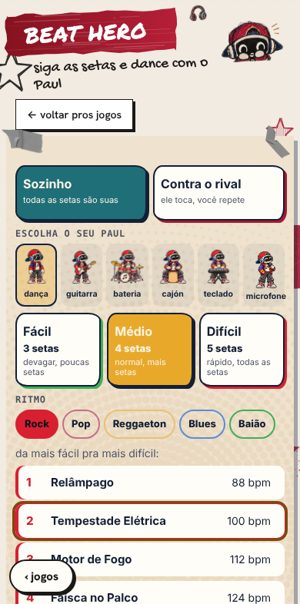 BEAT HERO
siga as setas e dance com o
Paul
← voltar pros jogos
Sozinho
todas as setas são suas
Contra o rival
ele toca, você repete
ESCOLHA O SEU PAUL
dança
guitarra
bateria
cajón
teclado
microfone
Fácil
3 setas
devagar, poucas
setas
Médio
4 setas
normal, mais
setas
Difícil
5 setas
rápido, todas as
setas
RITMO
Rock
Pop
Reggaeton
Blues
Baião
da mais fácil pra mais difícil:
1 Relâmpago 88 bpm
2 Tempestade Elétrica 100 bpm
3 Motor de Fogo 112 bpm
‹ jogos
4 Faísca no Palco 124 bpm